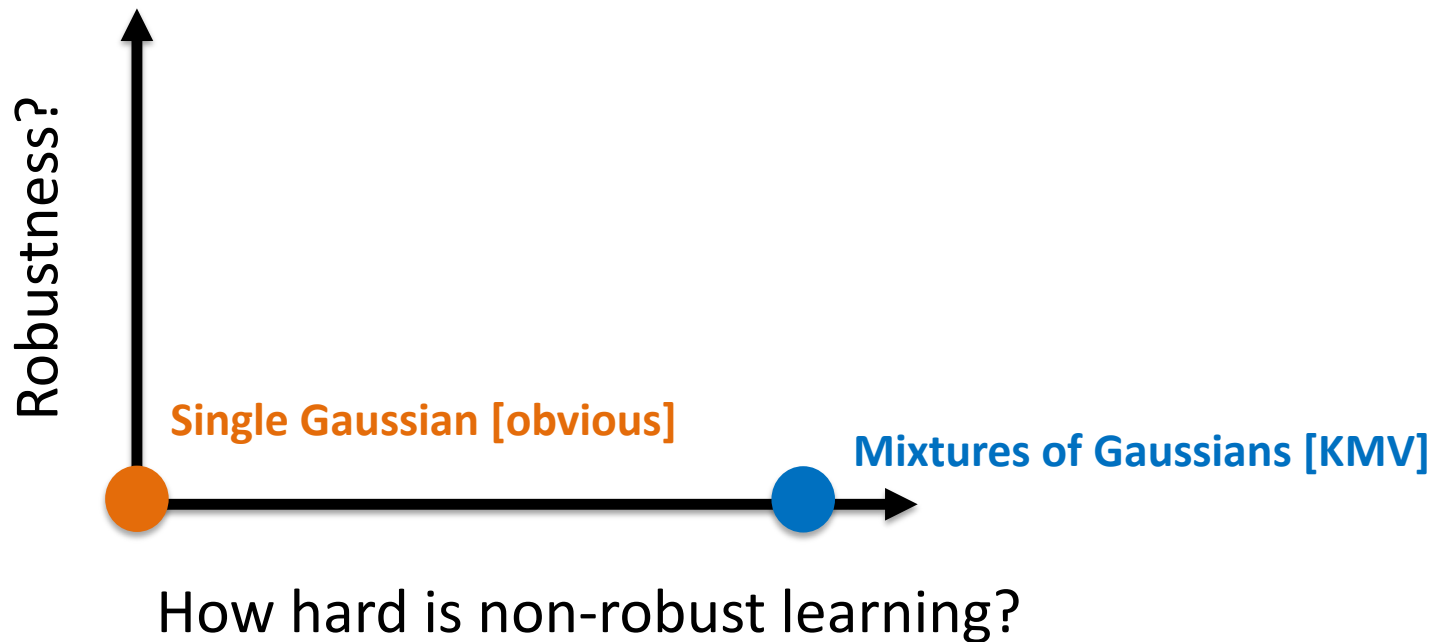 Robustness?
Single Gaussian [obvious]
Mixtures of Gaussians [KMV]
How hard is non-robust learning?